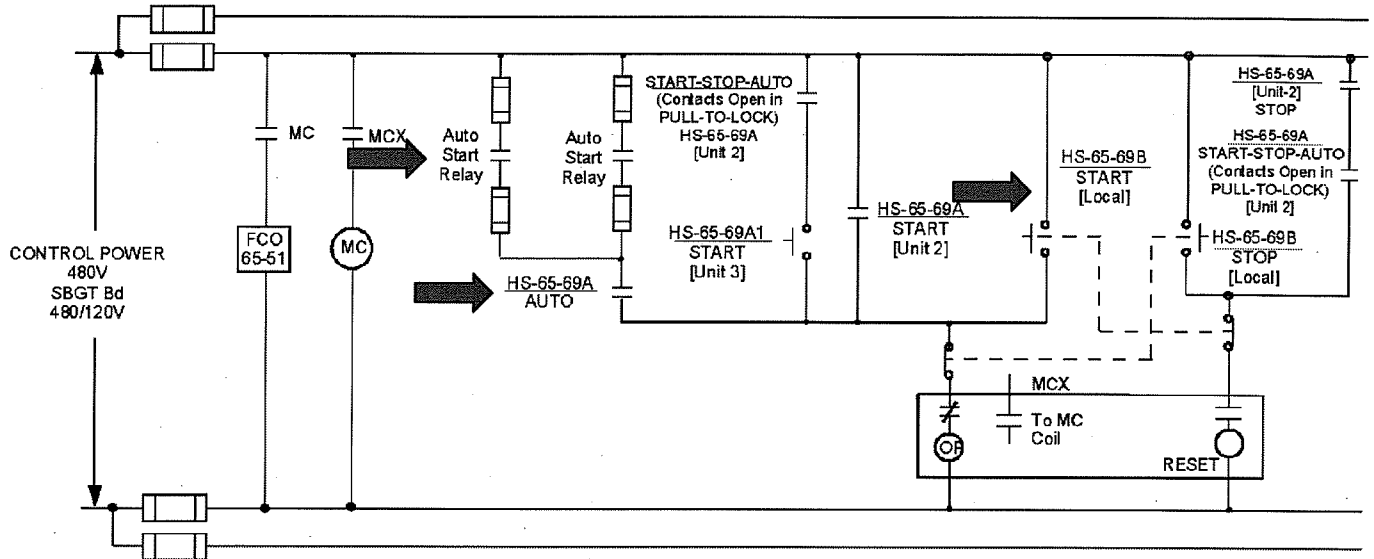 CONTROL POWER
480V
SBGT Bd
480/120V
MC
FCO
65-51
MCX
MC
Auto
Start
Relay
Auto
Start
Relay
HS-65-69A
AUTO
START-STOP-AUTO
(Contacts Open in
PULL-TO-LOCK)
HS-65-69A
[Unit 2]
HS-65-69A1
START
[Unit 3]
HS-65-69A
START
[Unit 2]
HS-65-69B
START
[Local]
HS-65-69A
[Unit-2]
STOP
HS-65-69A
START-STOP-AUTO
(Contacts Open in
PULL-TO-LOCK)
[Unit 2]
HS-65-69B
STOP
[Local]
MCX
To MC
Coil
OP
RESET